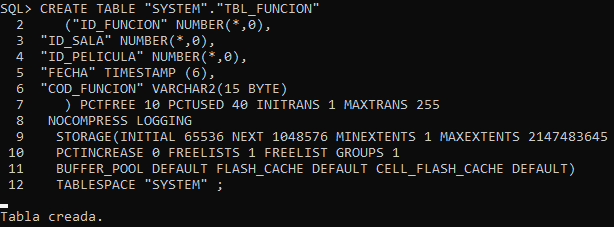 SQL> CREATE TABLE "SYSTEM"."TBL_FUNCION"
  2     ("ID_FUNCION" NUMBER(*,0),
  3  "ID_SALA" NUMBER(*,0),
  4  "ID_PELICULA" NUMBER(*,0),
  5  "FECHA" TIMESTAMP (6),
  6  "COD_FUNCION" VARCHAR2(15 BYTE)
  7     ) PCTFREE 10 PCTUSED 40 INITRANS 1 MAXTRANS 255
  8   NOCOMPRESS LOGGING
  9    STORAGE(INITIAL 65536 NEXT 1048576 MINEXTENTS 1 MAXEXTENTS 2147483645
 10    PCTINCREASE 0 FREELISTS 1 FREELIST GROUPS 1
 11    BUFFER_POOL DEFAULT FLASH_CACHE DEFAULT CELL_FLASH_CACHE DEFAULT)
 12    TABLESPACE "SYSTEM" ;
Tabla creada.